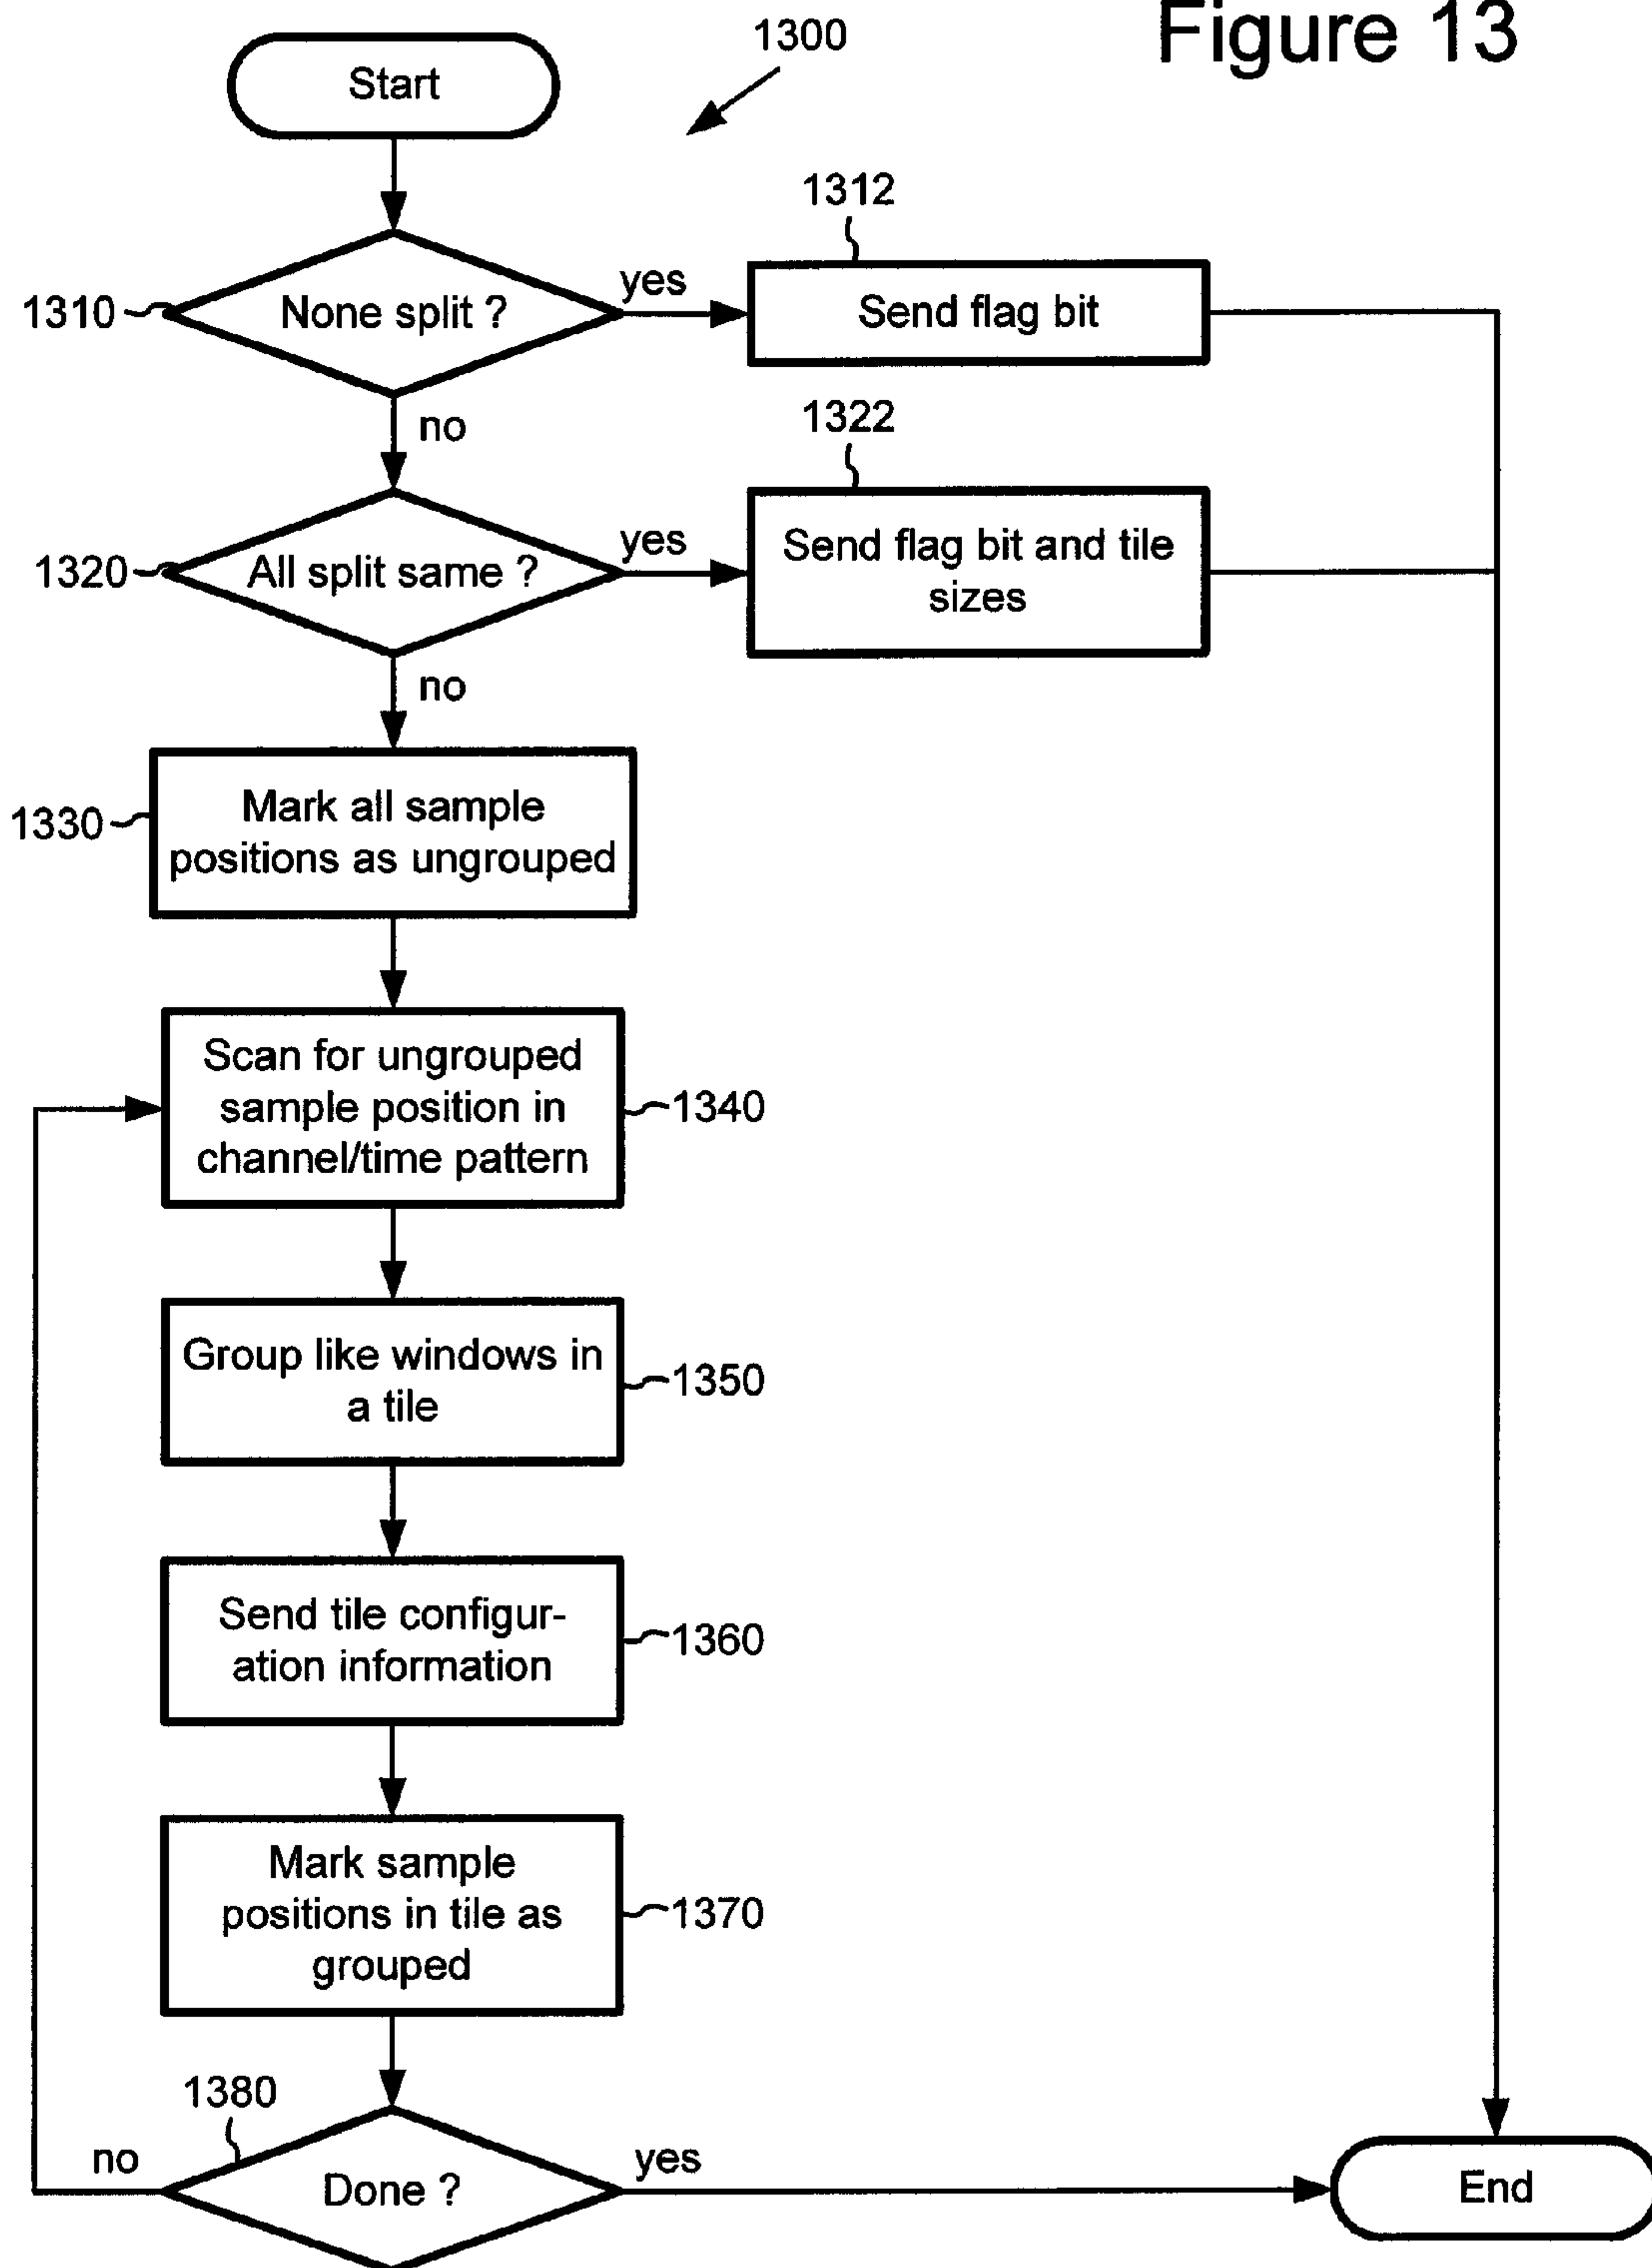 Figure 13
1300
Start
1312
1310
None split ?
yes
Send flag bit
no
1322
1320
All split same ?
yes
Send flag bit and tile
sizes
no
1330
Mark all sample
positions as ungrouped
Scan for ungrouped
sample position in
channel/time pattern
1340
Group like windows in
a tile
1350
Send tile configur-
ation information
1360
Mark sample
positions in tile as
grouped
1370
1380
no
Done ?
yes
End